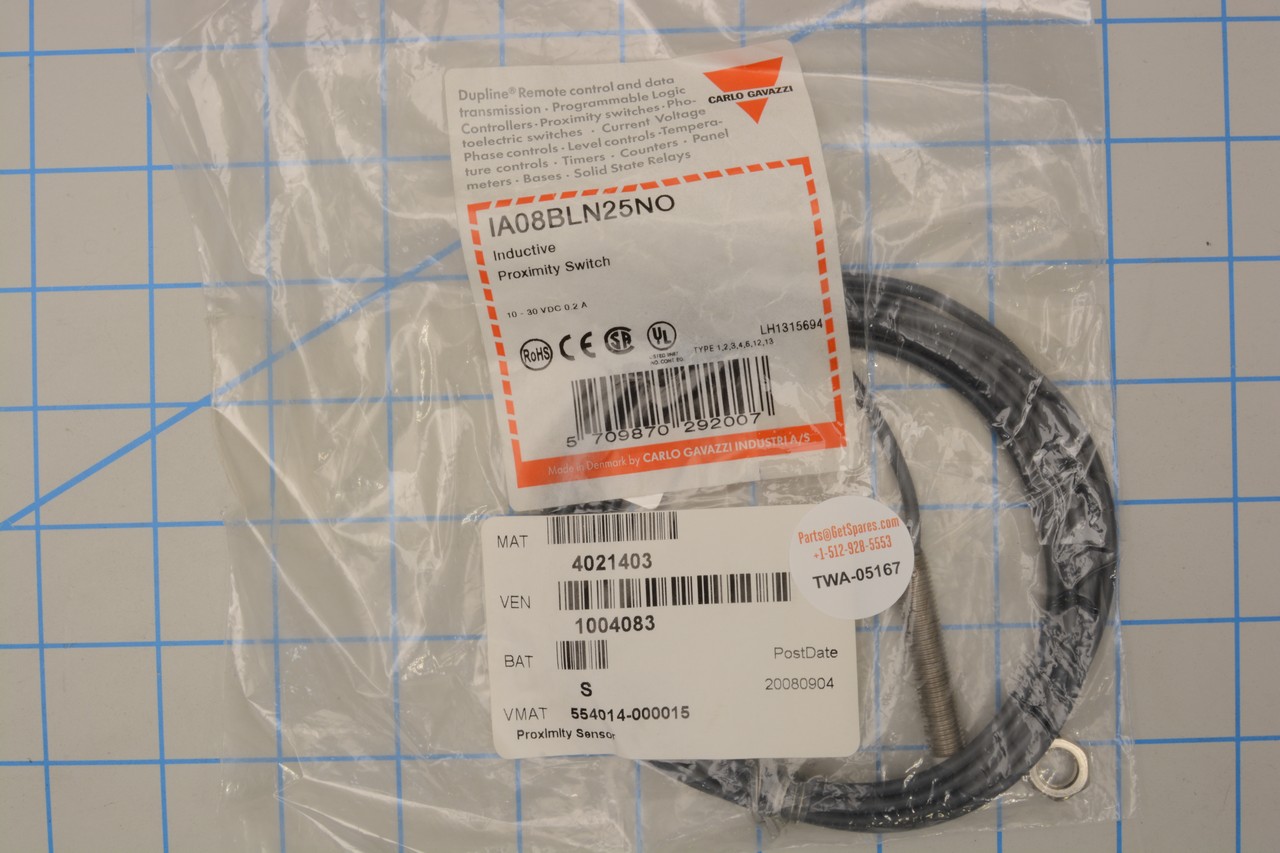 Dupline® Remote control and data
transmission · Programmable Logic
Controllers · Proximity switches · Pho-
toelectric switches · Current Voltage
Phase controls · Level controls · Tempera-
ture controls · Timers · Counters · Panel
meters · Bases · Solid State Relays
CARLO GAVAZZI
IA08BLN25NO
Inductive
Proximity Switch
10 - 30 VDC 0.2 A
LH1315694
RoHS CE SA UL
TYPE 1,2,3,4,6,12,13
5 709870 292007
Made in Denmark by CARLO GAVAZZI INDUSTRI A/S
MAT
4021403
VEN
1004083
BAT
S
PostDate
20080904
VMAT 554014-000015
Proximity Sensor
Parts@GetSpares.com
+1-512-928-5553
TWA-05167